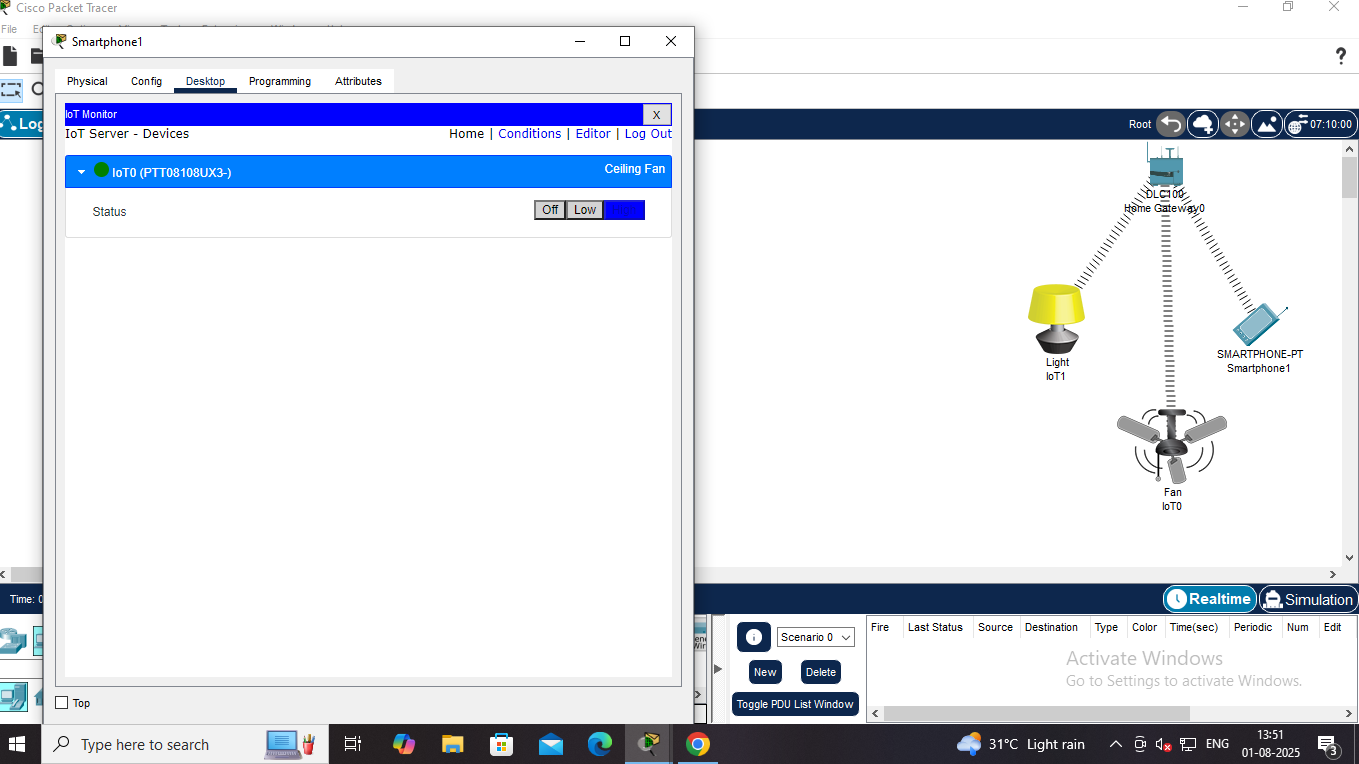 Cisco Packet Tracer
File
Smartphone1
Physical Config Desktop Programming Attributes
IoT Monitor X
IoT Server - Devices Home | Conditions | Editor | Log Out
IoT0 (PTT08108UX3-) Ceiling Fan
Status Off Low
Top
Root 07:10:00
DLC100
Home Gateway0
Light
IoT1
SMARTPHONE-PT
Smartphone1
Fan
IoT0
Time:
Realtime Simulation
Scenario 0
New Delete
Toggle PDU List Window
Fire Last Status Source Destination Type Color Time(sec) Periodic Num Edit
Activate Windows
Go to Settings to activate Windows.
Type here to search
31°C Light rain
ENG
13:51
01-08-2025
3